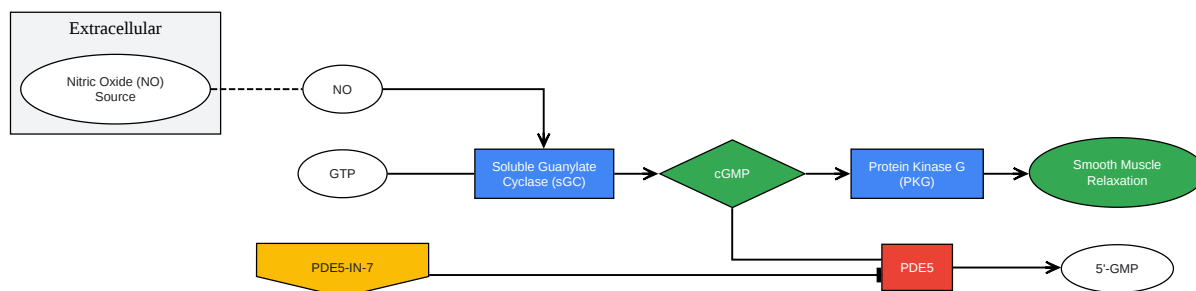 Extracellular
Nitric Oxide (NO)
Source
NO
GTP
Soluble Guanylate
Cyclase (sGC)
cGMP
Protein Kinase G
(PKG)
Smooth Muscle
Relaxation
PDE5-IN-7
PDE5
5'-GMP